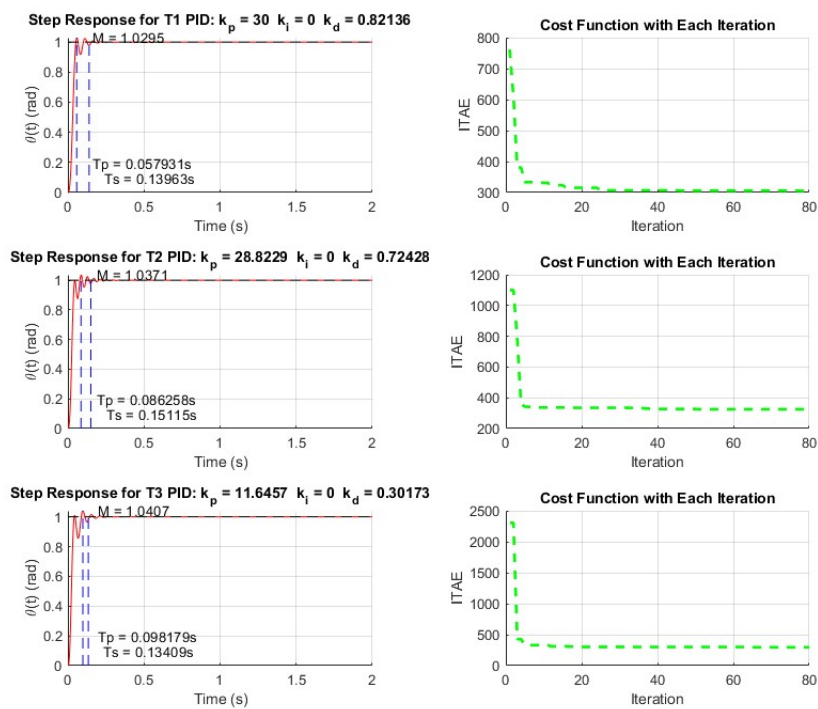 Step Response for T1 PID: k_p = 30 k_i = 0 k_d = 0.82136
M = 1.0295
1
0.8
0.6
0.4
0.2
0
θ(t) (rad)
Tp = 0.057931s
Ts = 0.13963s
0 0.5 1 1.5 2
Time (s)
Cost Function with Each Iteration
800
700
600
500
400
300
ITAE
0 20 40 60 80
Iteration
Step Response for T2 PID: k_p = 28.8229 k_i = 0 k_d = 0.72428
M = 1.0371
1
0.8
0.6
0.4
0.2
0
θ(t) (rad)
Tp = 0.086258s
Ts = 0.15115s
0 0.5 1 1.5 2
Time (s)
Cost Function with Each Iteration
1200
1000
800
600
400
200
ITAE
0 20 40 60 80
Iteration
Step Response for T3 PID: k_p = 11.6457 k_i = 0 k_d = 0.30173
M = 1.0407
1
0.8
0.6
0.4
0.2
0
θ(t) (rad)
Tp = 0.098179s
Ts = 0.13409s
0 0.5 1 1.5 2
Time (s)
Cost Function with Each Iteration
2500
2000
1500
1000
500
0
ITAE
0 20 40 60 80
Iteration